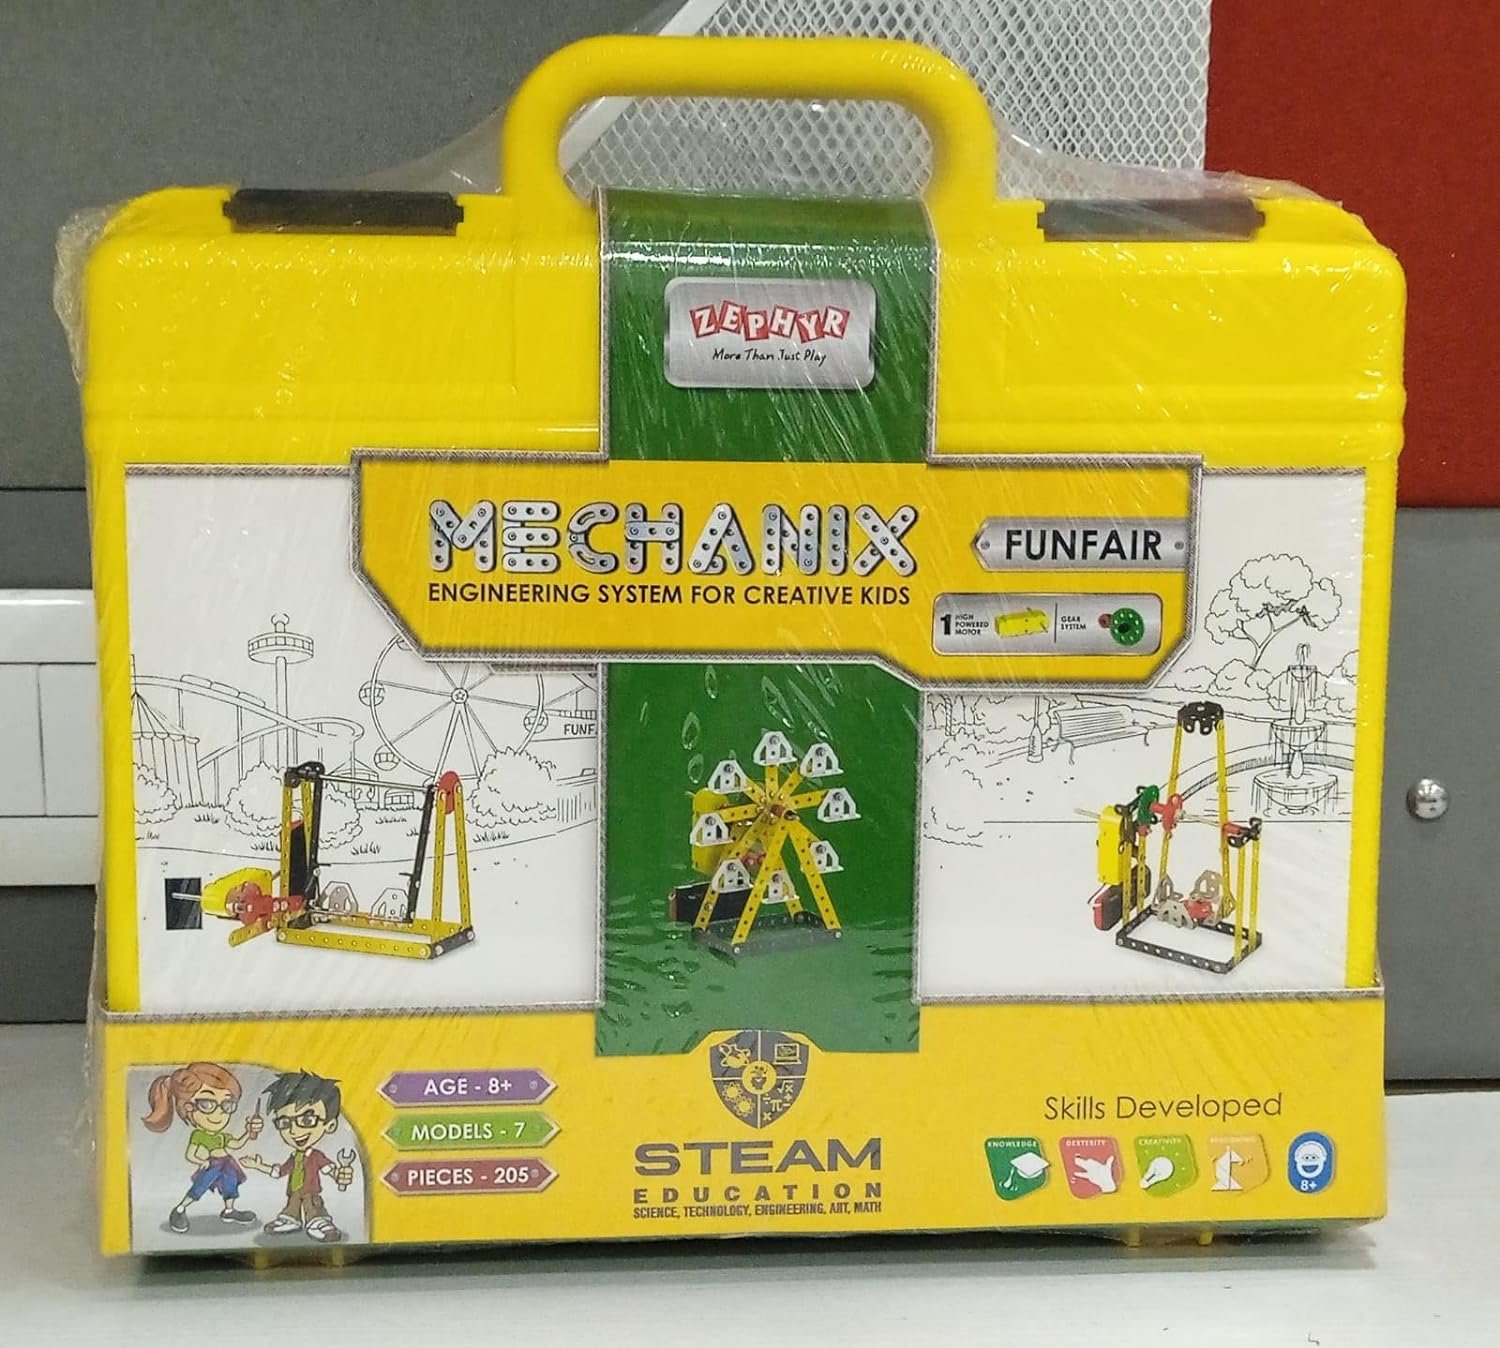 ZEPHYR
More Than Just Play
MECHANIX
ENGINEERING SYSTEM FOR CREATIVE KIDS
FUNFAIR
1 HIGH
POWERED
MOTOR
GEAR
SYSTEM
FUNF
AGE - 8+
MODELS - 7
PIECES - 205
STEAM
EDUCATION
SCIENCE, TECHNOLOGY, ENGINEERING, ART, MATH
Skills Developed
KNOWLEDGE
DEXTERITY
CREATIVITY
8+